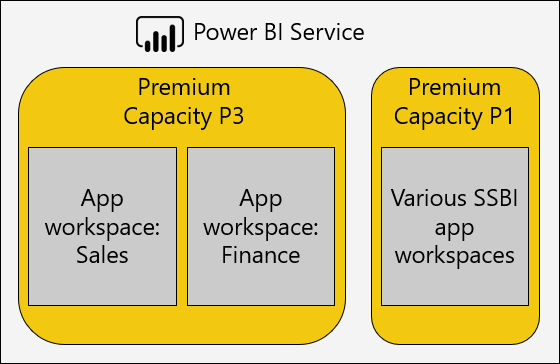 Power BI Service
Premium
Capacity P3
Premium
Capacity P1
App
workspace:
Sales
App
workspace:
Finance
Various SSBI
app
workspaces